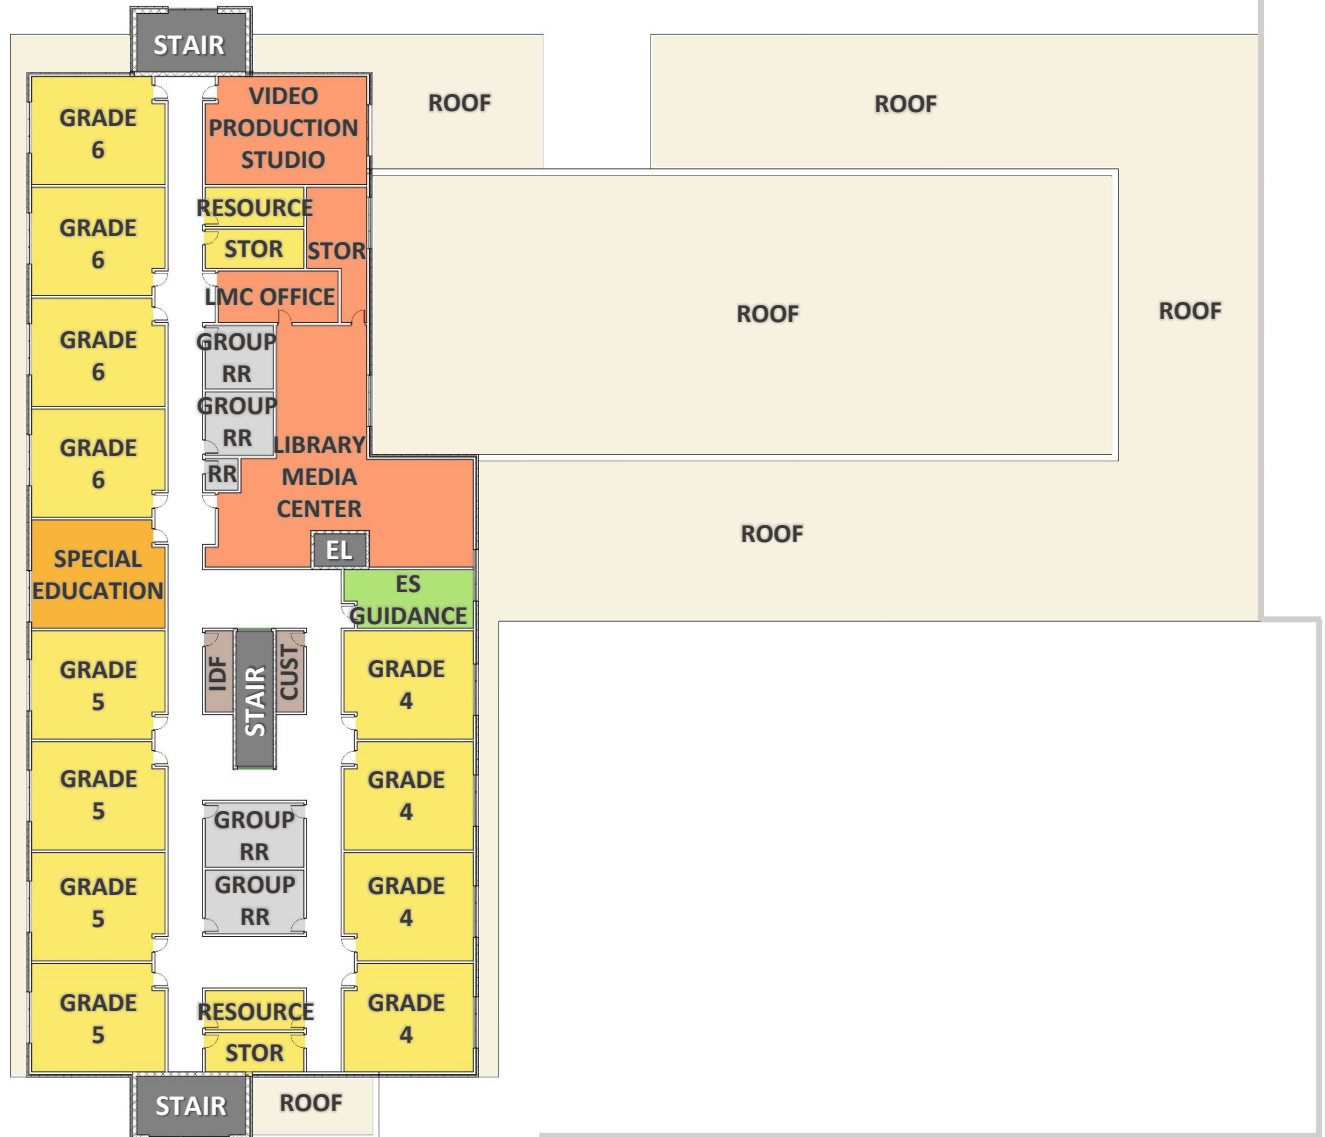 STAIR
GRADE
6
VIDEO
PRODUCTION
STUDIO
ROOF
ROOF
GRADE
6
RESOURCE
STOR
STOR
LMC OFFICE
ROOF
ROOF
GRADE
6
GROUP
RR
GROUP
RR
GRADE
6
RR
LIBRARY
MEDIA
CENTER
EL
ROOF
SPECIAL
EDUCATION
ES
GUIDANCE
GRADE
5
IDF
STAIR
CUST
GRADE
4
GRADE
5
GRADE
4
GROUP
RR
GRADE
5
GROUP
RR
GRADE
4
GRADE
5
RESOURCE
STOR
GRADE
4
STAIR
ROOF